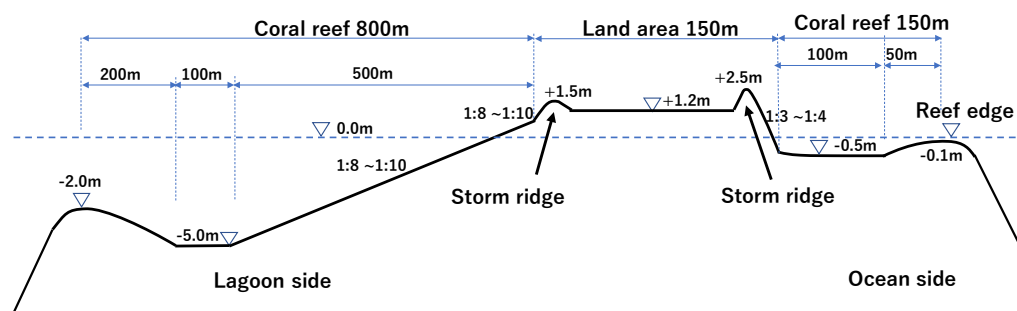 Coral reef 800m
Land area 150m
Coral reef 150m
200m
100m
500m
100m
50m
+1.5m
+2.5m
+1.2m
1:8 ~1:10
1:3 ~1:4
Reef edge
0.0m
-0.5m
-0.1m
1:8 ~1:10
-2.0m
Storm ridge
Storm ridge
-5.0m
Lagoon side
Ocean side